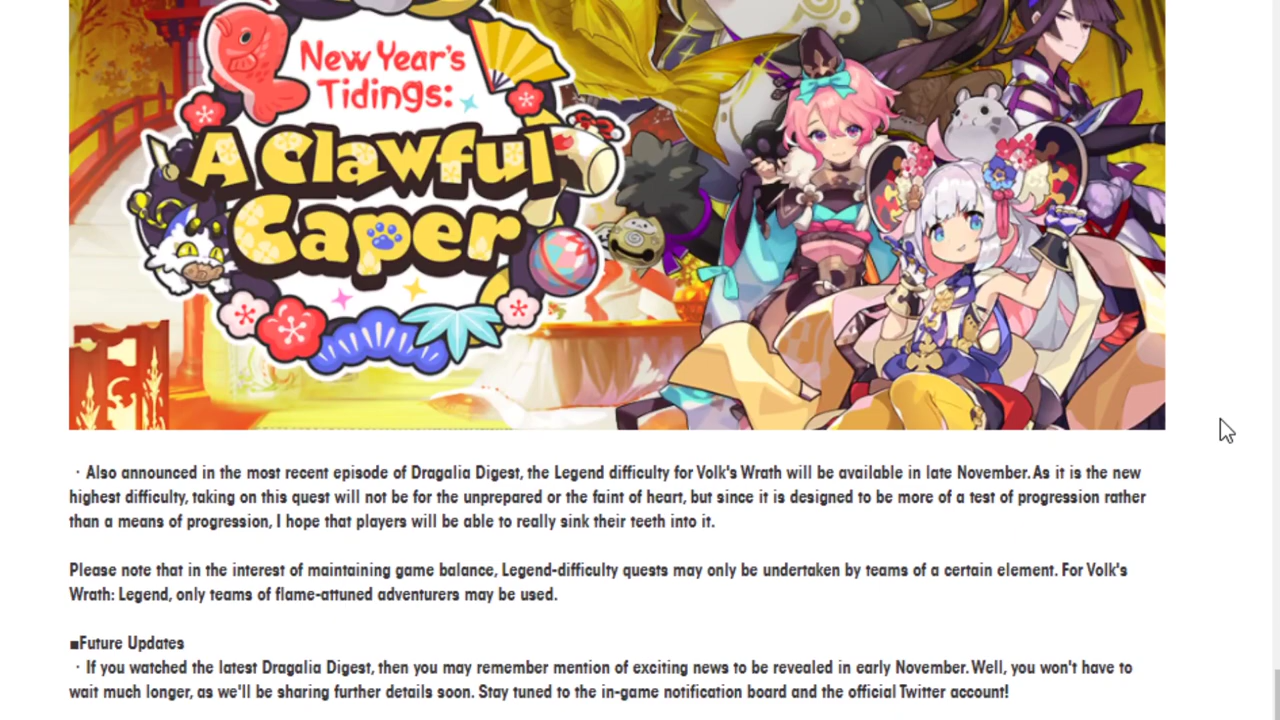 New Year's
Tidings:
A Clawful
Caper
· Also announced in the most recent episode of Dragalia Digest, the Legend difficulty for Volk's Wrath will be available in late November. As it is the new
highest difficulty, taking on this quest will not be for the unprepared or the faint of heart, but since it is designed to be more of a test of progression rather
than a means of progression, I hope that players will be able to really sink their teeth into it.
Please note that in the interest of maintaining game balance, Legend-difficulty quests may only be undertaken by teams of a certain element. For Volk's
Wrath: Legend, only teams of flame-attuned adventurers may be used.
■Future Updates
· If you watched the latest Dragalia Digest, then you may remember mention of exciting news to be revealed in early November. Well, you won't have to
wait much longer, as we'll be sharing further details soon. Stay tuned to the in-game notification board and the official Twitter account!